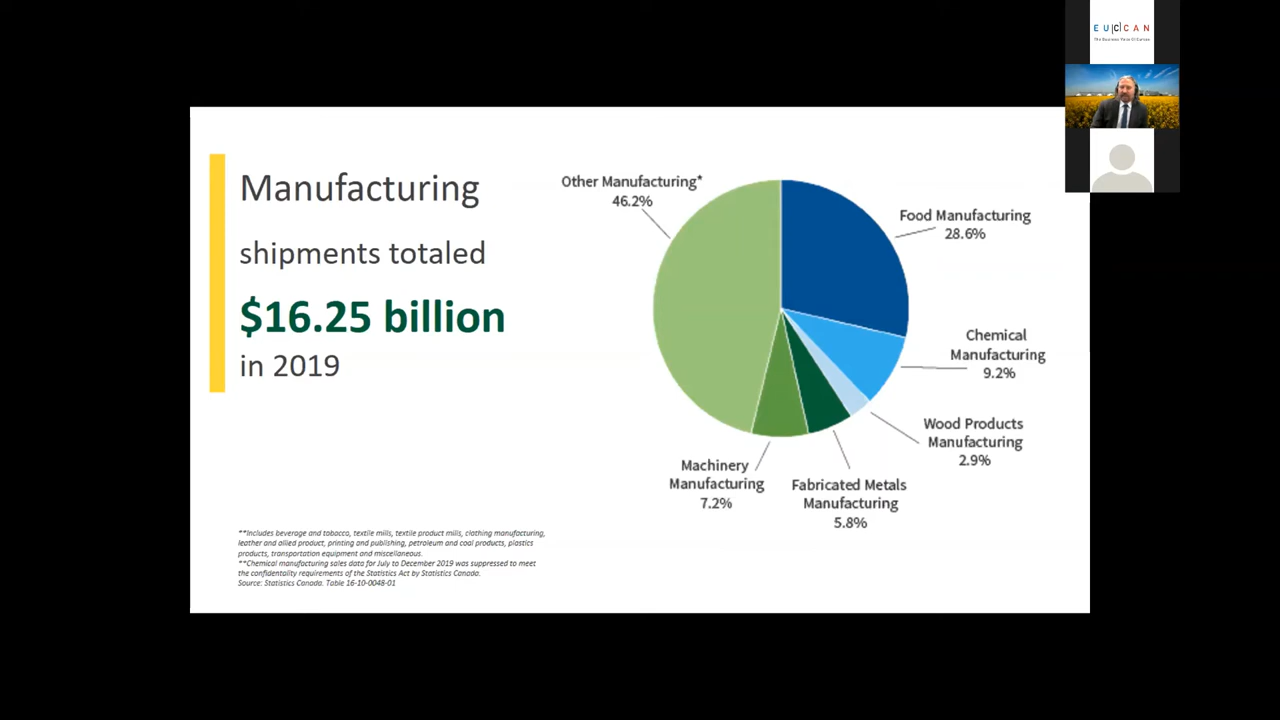 EU|C|CAN
The Business Voice Of Europe
Manufacturing
shipments totaled
$16.25 billion
in 2019
Other Manufacturing*
46.2%
Food Manufacturing
28.6%
Chemical
Manufacturing
9.2%
Wood Products
Manufacturing
2.9%
Fabricated Metals
Manufacturing
5.8%
Machinery
Manufacturing
7.2%
**Includes beverage and tobacco, textile mills, textile product mills, clothing manufacturing,
leather and allied product, printing and publishing, petroleum and coal products, plastics
products, transportation equipment and miscellaneous.
**Chemical manufacturing sales data for July to December 2019 was suppressed to meet
the confidentality requirements of the Statistics Act by Statistics Canada.
Source: Statistics Canada. Table 16-10-0048-01